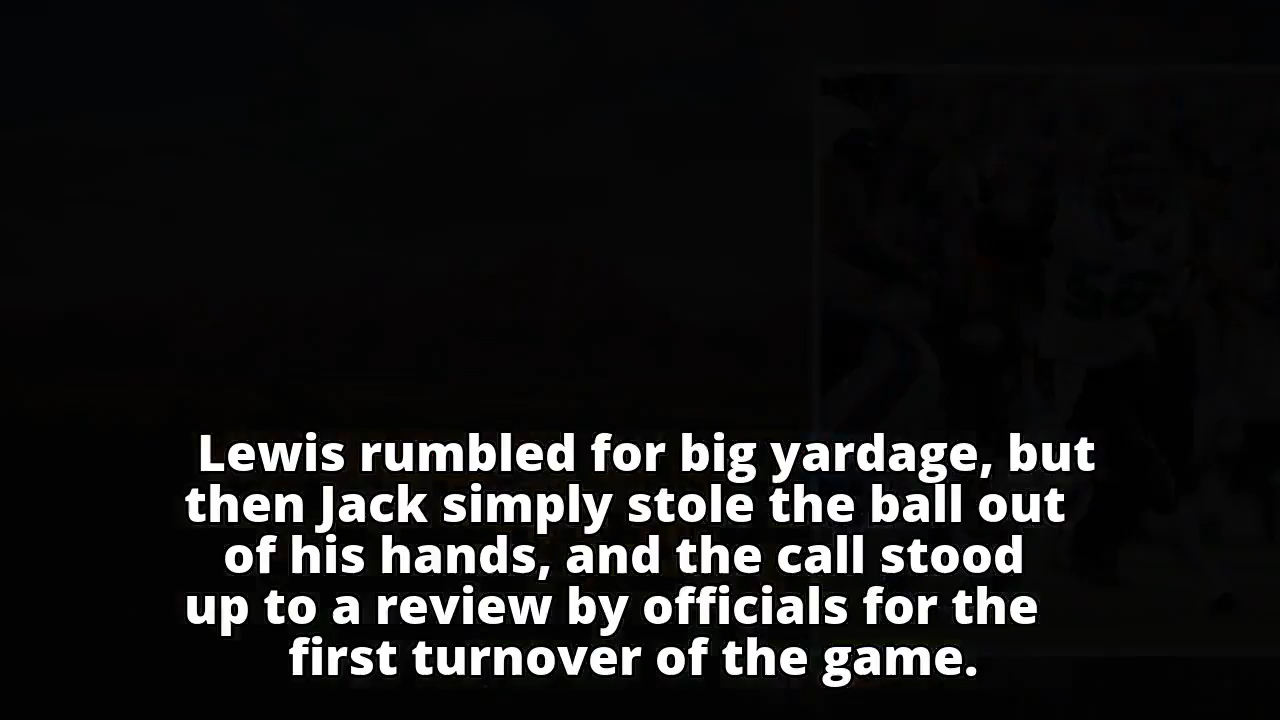 Lewis rumbled for big yardage, but
then Jack simply stole the ball out
of his hands, and the call stood
up to a review by officials for the
first turnover of the game.